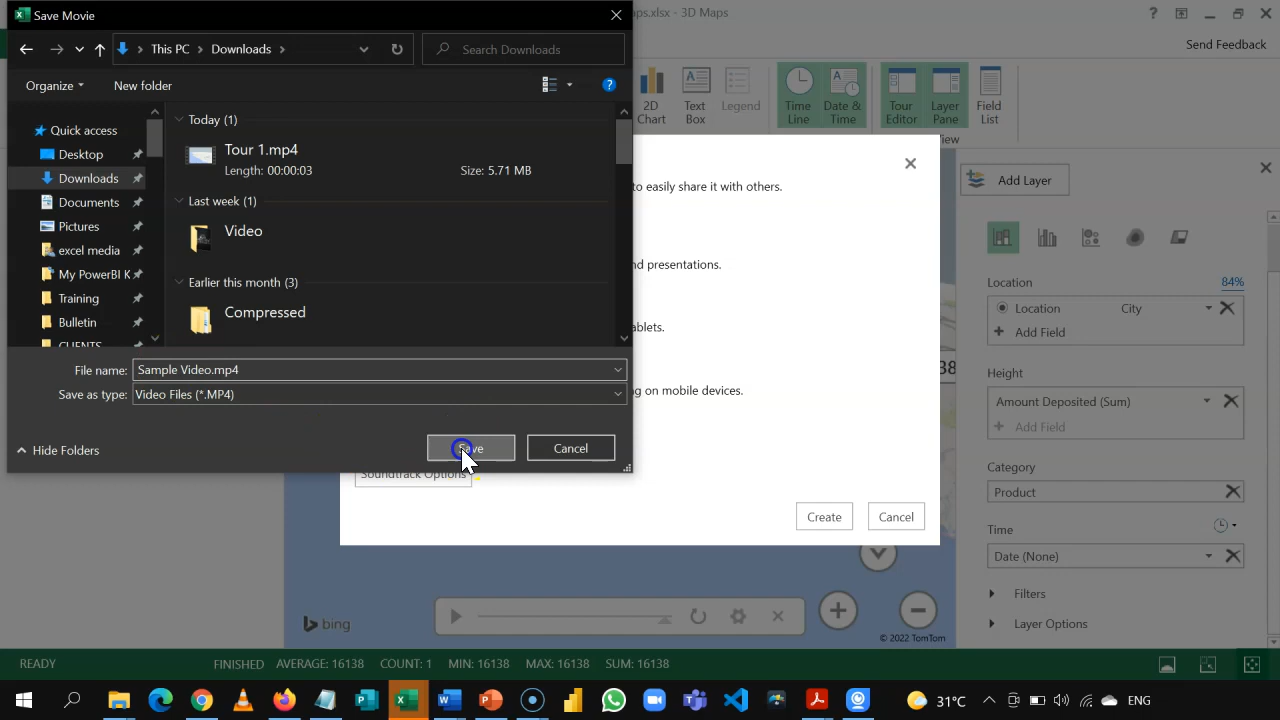 Save Movie
aps.xlsx - 3D Maps
This PC
Downloads
Search Downloads
Send Feedback
Organize
New folder
2D
Chart
Text
Box
Legend
Time
Line
Date &
Time
Tour
Editor
Layer
Pane
Field
List
View
Quick access
Desktop
Downloads
Documents
Pictures
excel media
My PowerBI K
Training
Bulletin
CLIENTS
Today (1)
Tour 1.mp4
Length: 00:00:03
Size: 5.71 MB
Last week (1)
Video
Earlier this month (3)
Compressed
to easily share it with others.
nd presentations.
ablets.
ng on mobile devices.
File name:
Sample Video.mp4
Save as type:
Video Files (*.MP4)
Hide Folders
Save
Cancel
Soundtrack Options
Create
Cancel
Add Layer
Location
84%
Location
City
Add Field
38
Height
Amount Deposited (Sum)
Add Field
Category
Product
Time
Date (None)
Filters
Layer Options
bing
© 2022 TomTom
READY
FINISHED
AVERAGE: 16138
COUNT: 1
MIN: 16138
MAX: 16138
SUM: 16138
31°C
ENG